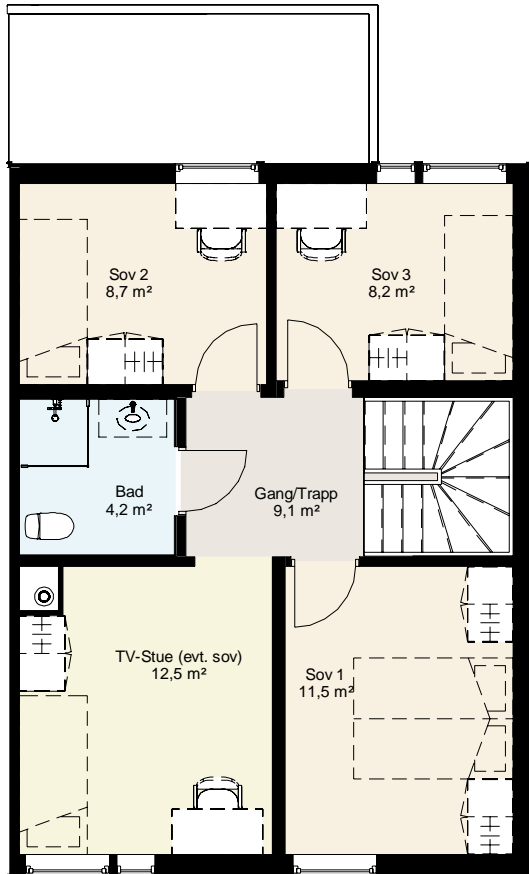 Sov 2
8,7 m²
Sov 3
8,2 m²
Bad
4,2 m²
Gang/Trapp
9,1 m²
TV-Stue (evt. sov)
12,5 m²
Sov 1
11,5 m²